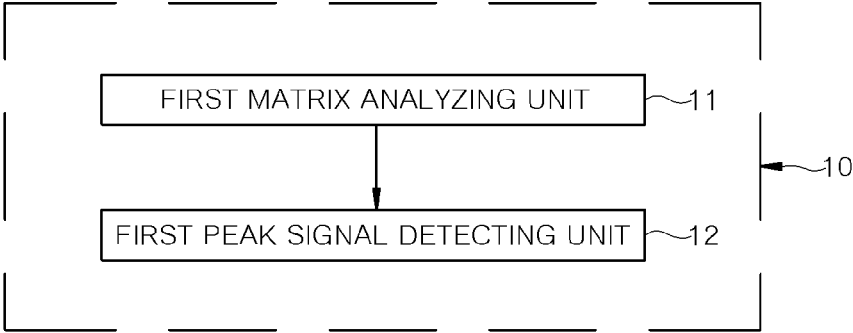 FIRST MATRIX ANALYZING UNIT
11
10
FIRST PEAK SIGNAL DETECTING UNIT
12